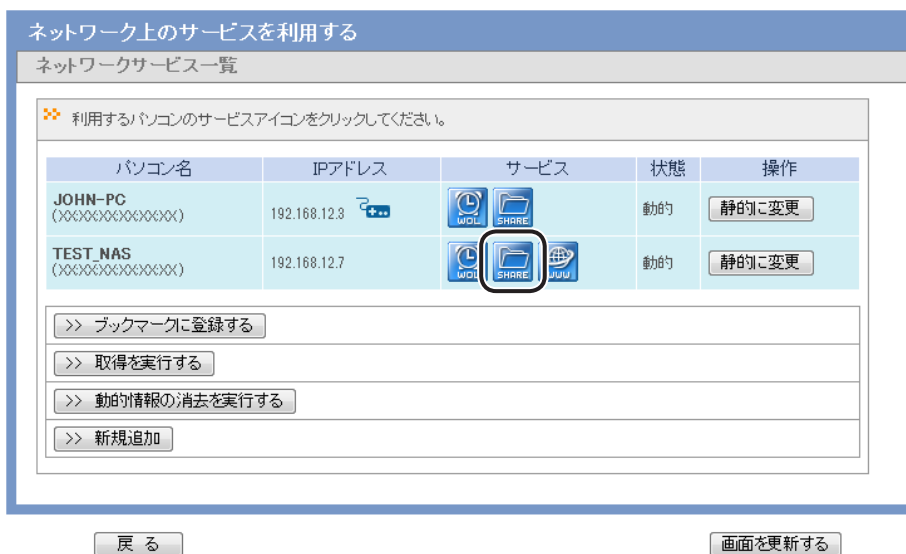 ネットワーク上のサービスを利用する
ネットワークサービス一覧
利用するパソコンのサービスアイコンをクリックしてください。
パソコン名 IPアドレス サービス 状態 操作
JOHN-PC
(XXXXXXXXXXXX) 192.168.12.3 WOL SHARE 動的 静的に変更
TEST_NAS
(XXXXXXXXXXXX) 192.168.12.7 WOL SHARE WWW 動的 静的に変更
>> ブックマークに登録する
>> 取得を実行する
>> 動的情報の消去を実行する
>> 新規追加
戻 る 画面を更新する